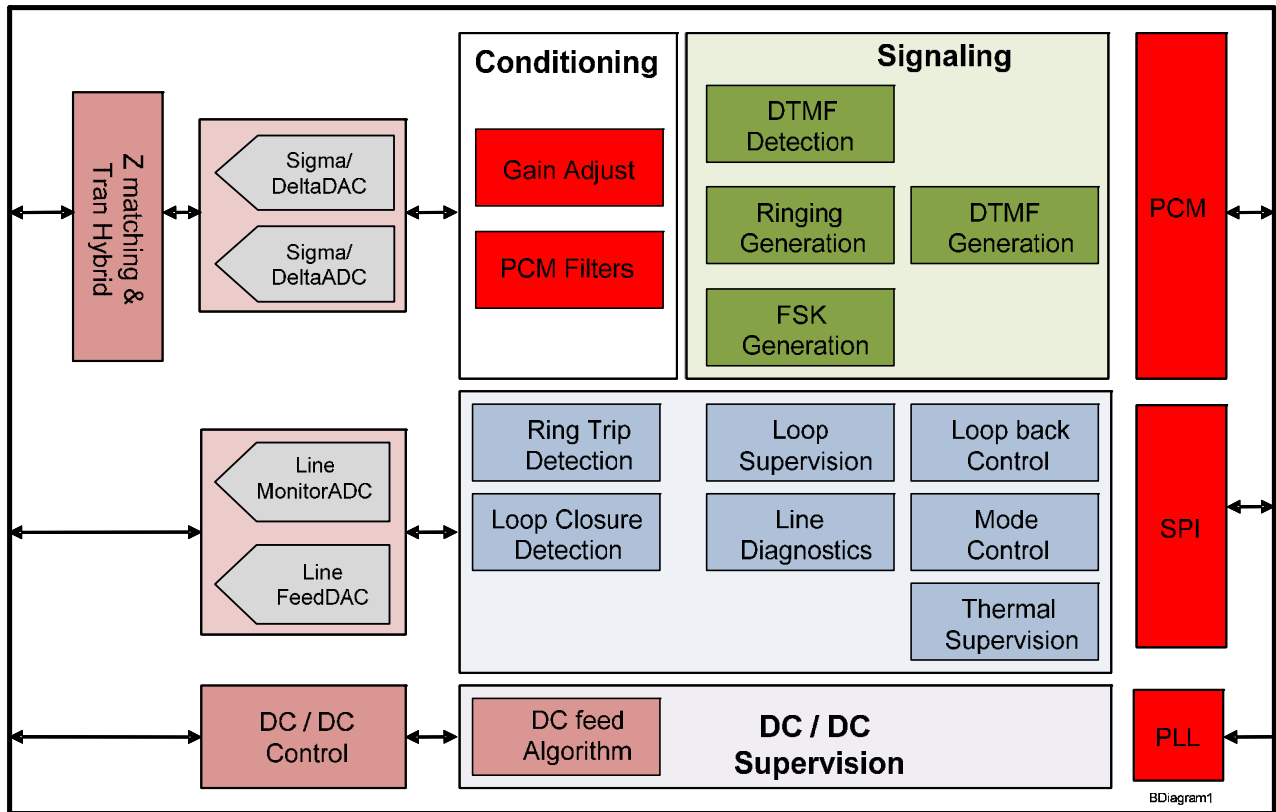 Conditioning
Signaling
Z matching &
Tran Hybrid
Sigma/
DeltaDAC
Sigma/
DeltaADC
Gain Adjust
PCM Filters
DTMF
Detection
Ringing
Generation
DTMF
Generation
FSK
Generation
PCM
Line
MonitorADC
Line
FeedDAC
Ring Trip
Detection
Loop
Supervision
Loop back
Control
Loop Closure
Detection
Line
Diagnostics
Mode
Control
Thermal
Supervision
SPI
DC / DC
Control
DC feed
Algorithm
DC / DC
Supervision
PLL
BDiagram1